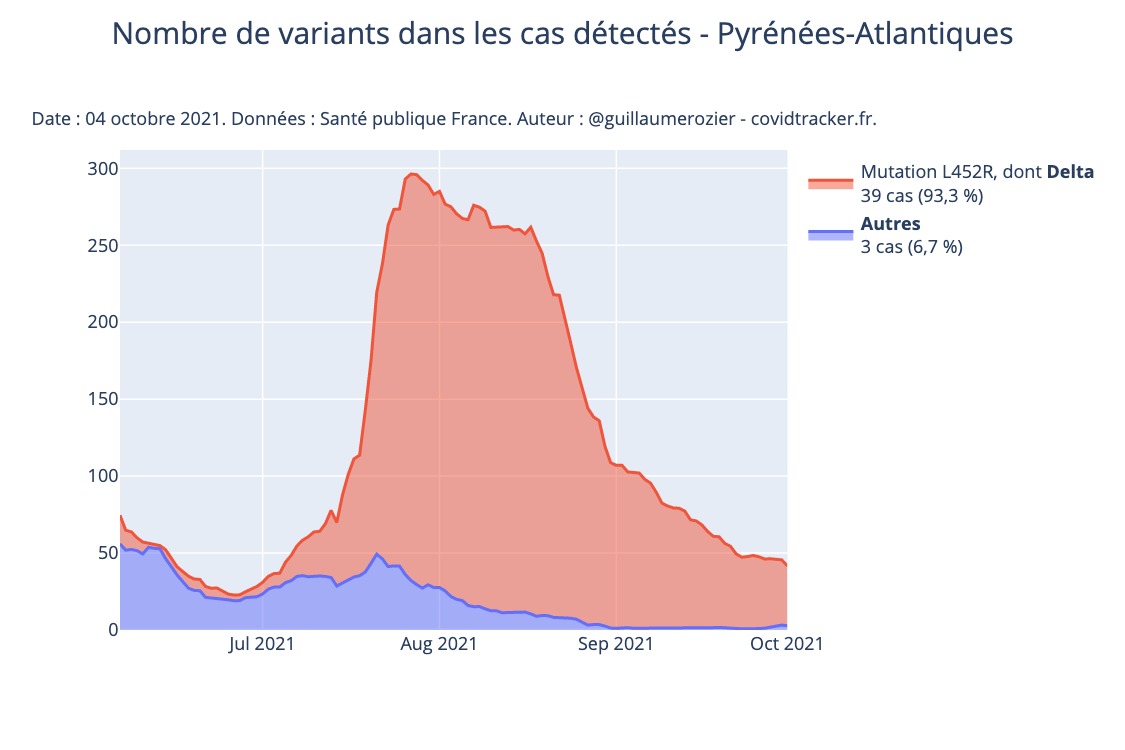 Nombre de variants dans les cas détectés - Pyrénées-Atlantiques
Date : 04 octobre 2021. Données : Santé publique France. Auteur : @guillaumerozier - covidtracker.fr.
300
250
200
150
100
50
0
Jul 2021
Aug 2021
Sep 2021
Oct 2021
Mutation L452R, dont Delta
39 cas (93,3 %)
Autres
3 cas (6,7 %)